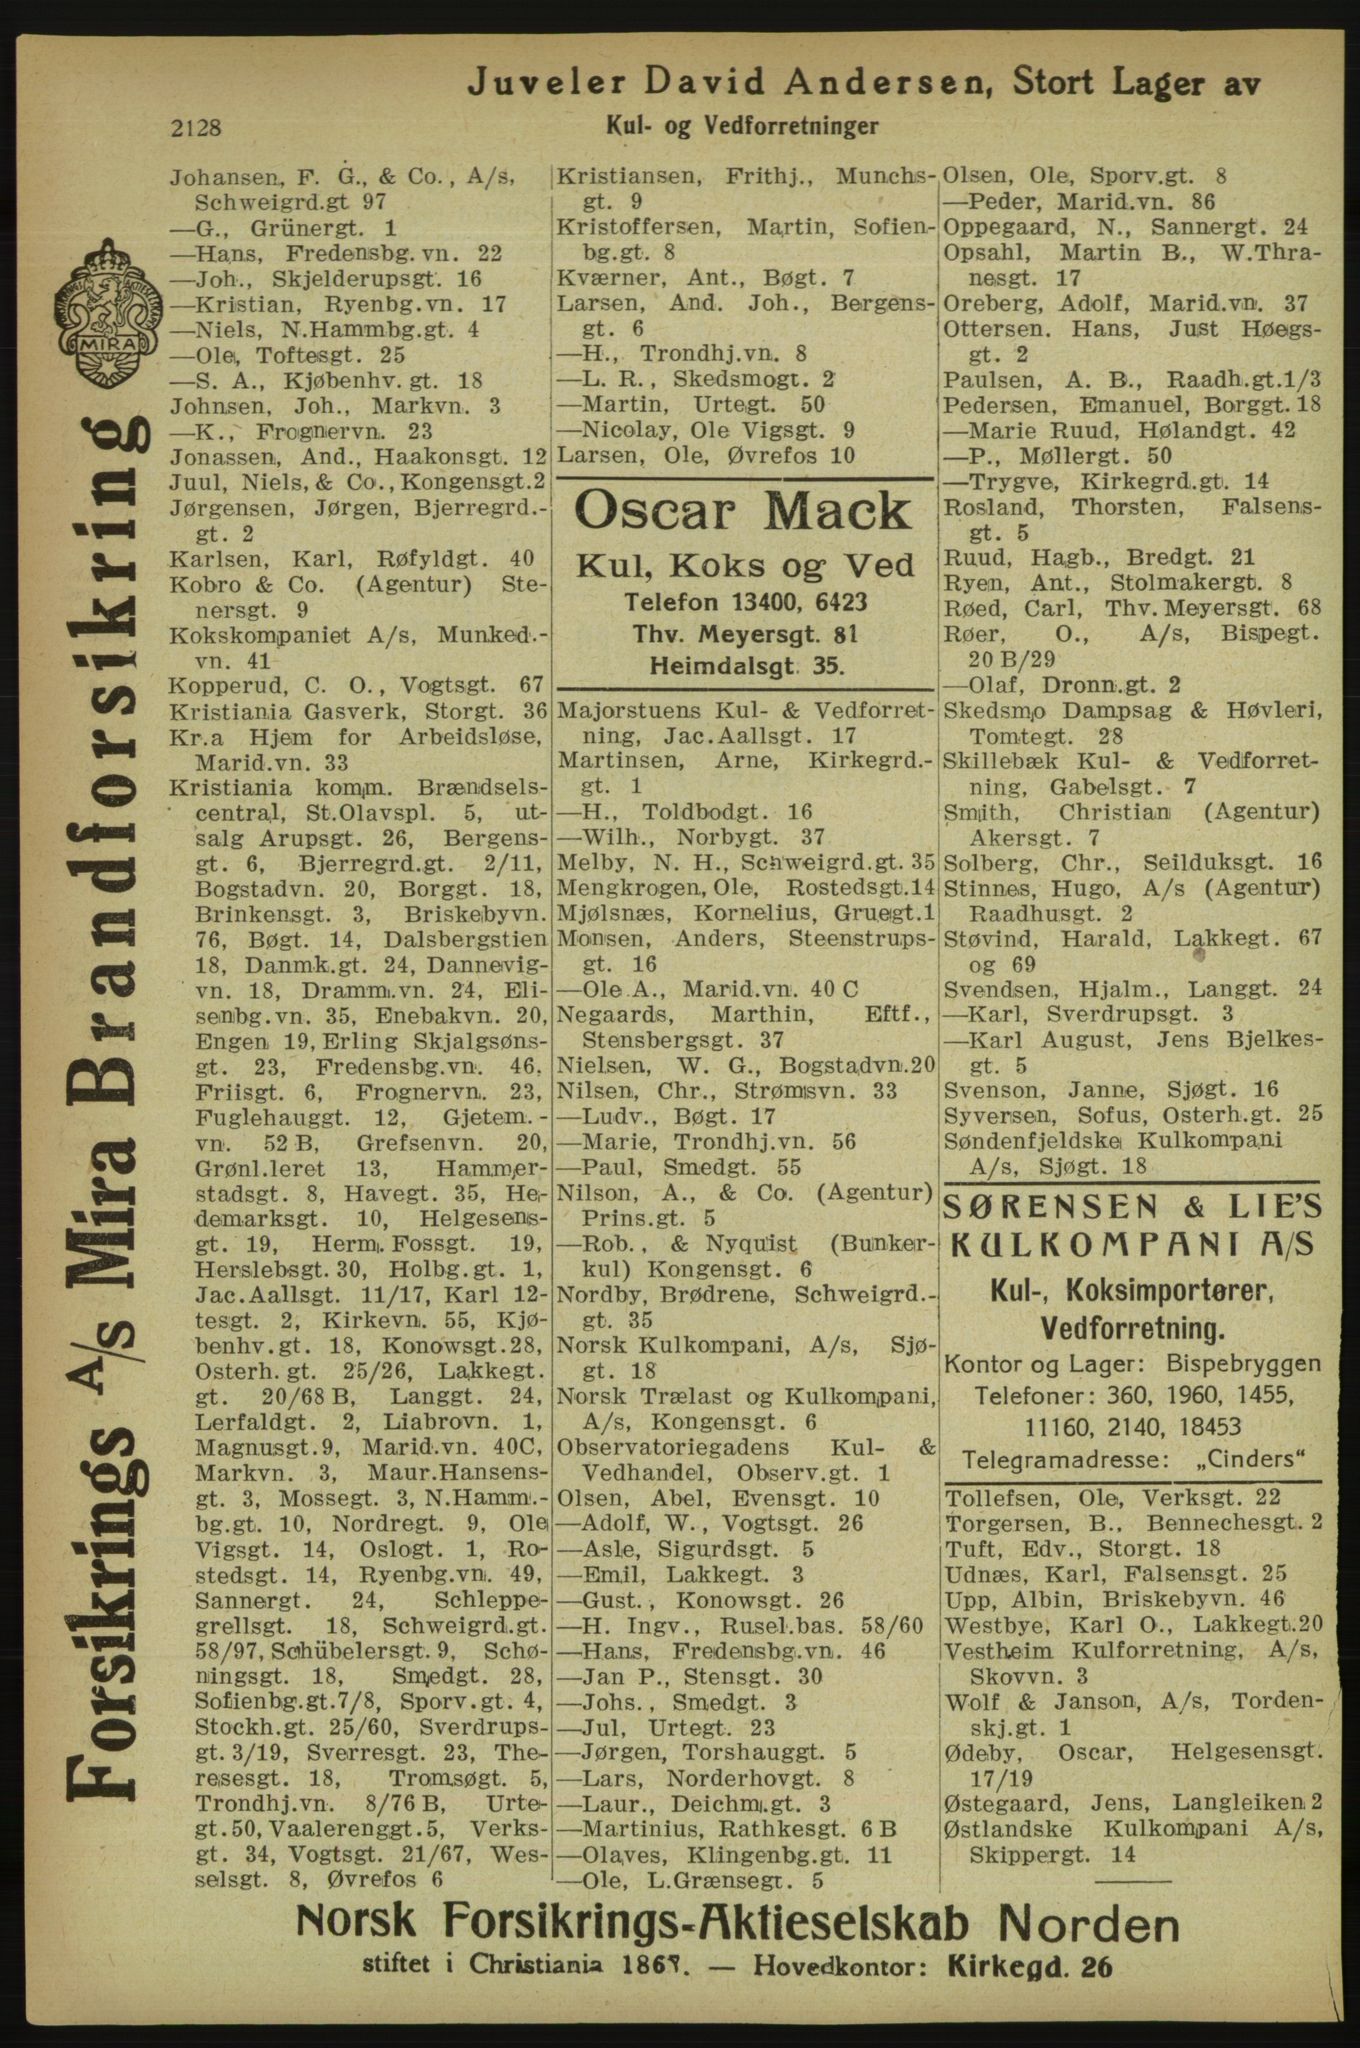 Juveler David Andersen, Stort Lager av
2128
Kul- og Vedforretninger
MIRA
Forsikrings A/s Mira Brandforsikring
Johansen, F. G., & Co., A/s,
Schweigrd.gt 97
—G., Grünergt. 1
—Hans, Fredensbg.vn. 22
—Joh., Skjelderupsgt. 16
—Kristian, Ryenbg.vn. 17
—Niels, N.Hammbg.gt. 4
—Ole, Toftesgt. 25
—S. A., Kjøbenhv.gt. 18
Johnsen, Joh., Markvn. 3
—K., Frognervn. 23
Jonassen, And., Haakonsgt. 12
Juul, Niels, & Co., Kongensgt.2
Jørgensen, Jørgen, Bjerregrd.-
gt. 2
Karlsen, Karl, Røfyldgt. 40
Kobro & Co. (Agentur) Ste-
nersgt. 9
Kokskompaniet A/s, Munked.-
vn. 41
Kopperud, C. O., Vogtsgt. 67
Kristiania Gasverk, Storgt. 36
Kr.a Hjem for Arbeidsløse,
Marid.vn. 33
Kristiania komm. Brændsels-
central, St.Olavspl. 5, ut-
salg Arupsgt. 26, Bergens-
gt. 6, Bjerregrd.gt. 2/11,
Bogstadvn. 20, Borggt. 18,
Brinkensgt. 3, Briskebyvn.
76, Bøgt. 14, Dalsbergstien
18, Danmk.gt. 24, Dannevig-
vn. 18, Dramm.vn. 24, Eli-
senbg.vn. 35, Enebakvn. 20,
Engen 19, Erling Skjalgsøns-
gt. 23, Fredensbg.vn. 46,
Friisgt. 6, Frognervn. 23,
Fuglehauggt. 12, Gjetem.-
vn. 52 B, Grefsenvn. 20,
Grønl.leret 13, Hammer-
stadsgt. 8, Havegt. 35, He-
demarksgt. 10, Helgesens-
gt. 19, Herm. Fossgt. 19,
Herslebsgt. 30, Holbg.gt. 1,
Jac.Aallsgt. 11/17, Karl 12-
tesgt. 2, Kirkevn. 55, Kjø-
benhv.gt. 18, Konowsgt.28,
Osterh.gt. 25/26, Lakkegt.
gt. 20/68 B, Langgt. 24,
Lerfaldgt. 2, Liabrovn. 1,
Magnusgt.9, Marid.vn. 40C,
Markvn. 3, Maur.Hansens-
gt. 3, Mossegt. 3, N.Hamm.-
bg.gt. 10, Nordregt. 9, Ole
Vigsgt. 14, Oslogt. 1, Ro-
stedsgt. 14, Ryenbg.vn. 49,
Sannergt. 24, Schleppe-
grellsgt. 18, Schweigrd.gt.
58/97, Schübelersgt. 9, Schø-
ningsgt. 18, Smedgt. 28,
Sofienbg.gt.7/8, Sporv.gt. 4,
Stockh.gt. 25/60, Sverdrups-
gt. 3/19, Sverresgt. 23, The-
resesgt. 18, Tromsøgt. 5,
Trondhj.vn. 8/76 B, Urte-
gt.50, Vaalerenggt.5, Verks-
gt. 34, Vogtsgt. 21/67, Wes-
selsgt. 8, Øvrefos 6
Kristiansen, Frithj., Munchs-
gt. 9
Kristoffersen, Martin, Sofien-
bg.gt. 8
Kværner, Ant., Bøgt. 7
Larsen, And. Joh., Bergens-
gt. 6
—H., Trondhj.vn. 8
—L. R., Skedsmogt. 2
—Martin, Urtegt. 50
—Nicolay, Ole Vigsgt. 9
Larsen, Ole, Øvrefos 10
Oscar Mack
Kul, Koks og Ved
Telefon 13400, 6423
Thv. Meyersgt. 81
Heimdalsgt. 35.
Majorstuens Kul- & Vedforret-
ning, Jac.Aallsgt. 17
Martinsen, Arne, Kirkegrd.-
gt. 1
—H., Toldbodgt. 16
—Wilh., Norbygt. 37
Melby, N. H., Schweigrd.gt. 35
Mengkrogen, Ole, Rostedsgt.14
Mjølsnæs, Kornelius, Gruegt.1
Monsen, Anders, Steenstrups-
gt. 16
—Ole A., Marid.vn. 40 C
Negaards, Marthin, Eftf.,
Stensbergsgt. 37
Nielsen, W. G., Bogstadvn.20
Nilsen, Chr., Strømsvn. 33
—Ludv., Bøgt. 17
—Marie, Trondhj.vn. 56
—Paul, Smedgt. 55
Nilson, A., & Co. (Agentur)
Prins.gt. 5
—Rob., & Nyquist (Bunker-
kul) Kongensgt. 6
Nordby, Brødrene, Schweigrd.-
gt. 35
Norsk Kulkompani, A/s, Sjø-
gt. 18
Norsk Trælast og Kulkompani,
A/s, Kongensgt. 6
Observatoriegadens Kul- &
Vedhandel, Observ.gt. 1
Olsen, Abel, Evensgt. 10
—Adolf, W., Vogtsgt. 26
—Asle, Sigurdsgt. 5
—Emil, Lakkegt. 3
—Gust., Konowsgt. 26
—H. Ingv., Rusel.bas. 58/60
—Hans, Fredensbg.vn. 46
—Jan P., Stensgt. 30
—Johs., Smedgt. 3
—Jul, Urtegt. 23
—Jørgen, Torshauggt. 5
—Lars, Norderhovgt. 8
—Laur., Deichm.gt. 3
—Martinius, Rathkesgt. 6 B
—Olaves, Klingenbg.gt. 11
—Ole, L.Grænsegt. 5
Olsen, Ole, Sporv.gt. 8
—Peder, Marid.vn. 86
Oppegaard, N., Sannergt. 24
Opsahl, Martin B., W.Thra-
nesgt. 17
Oreberg, Adolf, Marid.vn. 37
Ottersen. Hans, Just Høegs-
gt. 2
Paulsen, A. B., Raadh.gt.1/3
Pedersen, Emanuel, Borggt. 18
—Marie Ruud, Hølandgt. 42
—P., Møllergt. 50
—Trygve, Kirkegrd.gt. 14
Rosland, Thorsten, Falsens-
gt. 5
Ruud, Hagb., Bredgt. 21
Ryen, Ant., Stolmakergt. 8
Røed, Carl, Thv. Meyersgt. 68
Røer, O., A/s, Bispegt.
20 B/29
—Olaf, Dronn.gt. 2
Skedsmo Dampsag & Høvleri,
Tomtegt. 28
Skillebæk Kul- & Vedforret-
ning, Gabelsgt. 7
Smith, Christian (Agentur)
Akersgt. 7
Solberg, Chr., Seilduksgt. 16
Stinnes, Hugo, A/s (Agentur)
Raadhusgt. 2
Støvind, Harald, Lakkegt. 67
og 69
Svendsen, Hjalm., Langgt. 24
—Karl, Sverdrupsgt. 3
—Karl August, Jens Bjelkes-
gt. 5
Svenson, Janne, Sjøgt. 16
Syversen, Sofus, Osterh.gt. 25
Søndenfjeldske Kulkompani
A/s, Sjøgt. 18
SØRENSEN & LIE'S
KULKOMPANI A/S
Kul-, Koksimportører,
Vedforretning.
Kontor og Lager: Bispebryggen
Telefoner: 360, 1960, 1455,
11160, 2140, 18453
Telegramadresse: „Cinders“
Tollefsen, Ole, Verksgt. 22
Torgersen, B., Bennechesgt. 2
Tuft, Edv., Storgt. 18
Udnæs, Karl, Falsensgt. 25
Upp, Albin, Briskebyvn. 46
Westbye, Karl O., Lakkegt.20
Vestheim Kulforretning, A/s,
Skovvn. 3
Wolf & Janson, A/s, Torden-
skj.gt. 1
Ødeby, Oscar, Helgesensgt.
17/19
Østegaard, Jens, Langleiken 2
Østlandske Kulkompani A/s,
Skippergt. 14
Norsk Forsikrings-Aktieselskab Norden
stiftet i Christiania 1867. — Hovedkontor: Kirkegd. 26